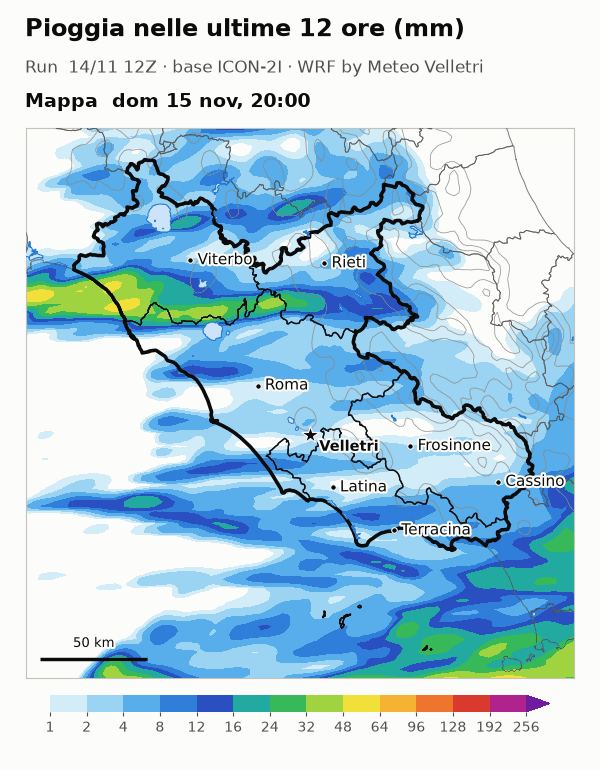 Pioggia nelle ultime 12 ore (mm)
Run 14/11 12Z · base ICON-2I · WRF by Meteo Velletri
Mappa dom 15 nov, 20:00
Viterbo
Rieti
Roma
Velletri
Frosinone
Latina
Cassino
Terracina
50 km
1 2 4 8 12 16 24 32 48 64 96 128 192 256